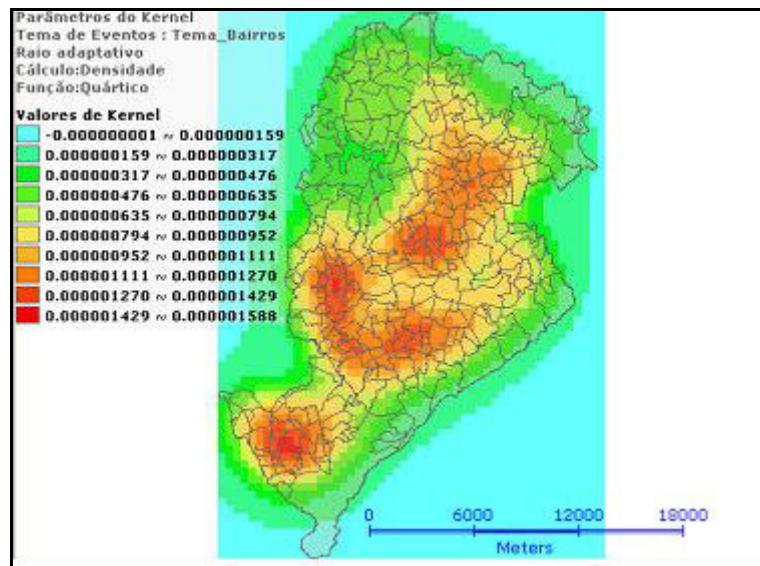 Parâmetros do Kernel
Tema de Eventos : Tema_Bairros
Raio adaptativo
Cálculo:Densidade
Função:Quártico
Valores de Kernel
-0.000000001 ~ 0.000000159
0.000000159 ~ 0.000000317
0.000000317 ~ 0.000000476
0.000000476 ~ 0.000000635
0.000000635 ~ 0.000000794
0.000000794 ~ 0.000000952
0.000000952 ~ 0.000001111
0.000001111 ~ 0.000001270
0.000001270 ~ 0.000001429
0.000001429 ~ 0.000001588
0 6000 12000 18000
Meters